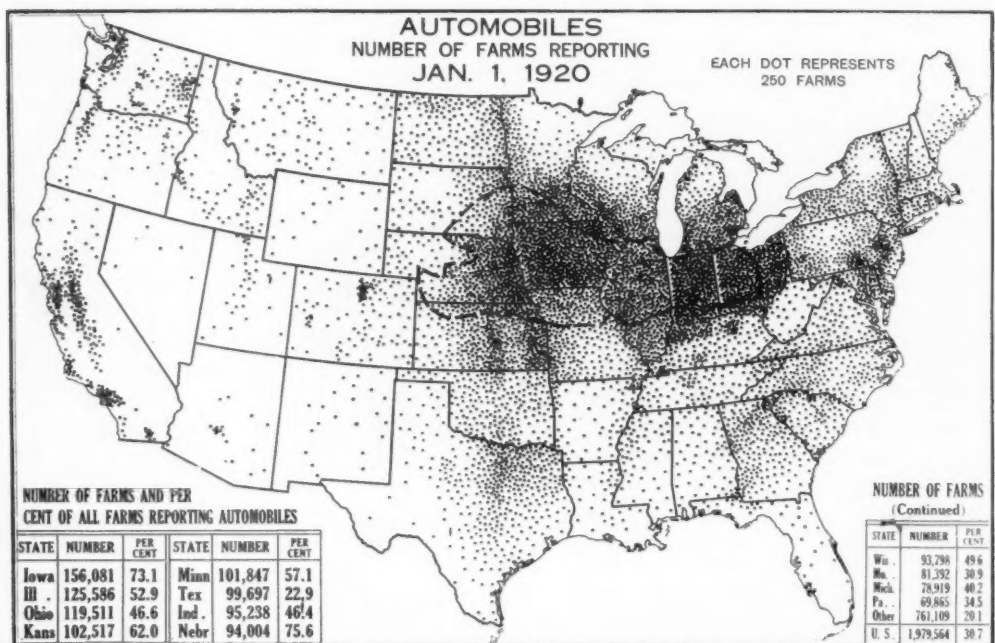 AUTOMOBILES
NUMBER OF FARMS REPORTING
JAN. 1, 1920
EACH DOT REPRESENTS
250 FARMS
NUMBER OF FARMS AND PER
CENT OF ALL FARMS REPORTING AUTOMOBILES
STATE NUMBER PER CENT STATE NUMBER PER CENT
Iowa 156,081 73.1 Minn 101,847 57.1
Ill . 125,586 52.9 Tex 99,697 22.9
Ohio 119,511 46.6 Ind . 95,238 46.4
Kans 102,517 62.0 Nebr 94,004 75.6
NUMBER OF FARMS
(Continued)
STATE NUMBER PER CENT
Wis . 93,798 49.6
Mo. . 81,392 30.9
Mich. 78,919 40.2
Pa. . 69,865 34.5
Other 761,109 20.1
U. S. 1,979,564 30.7